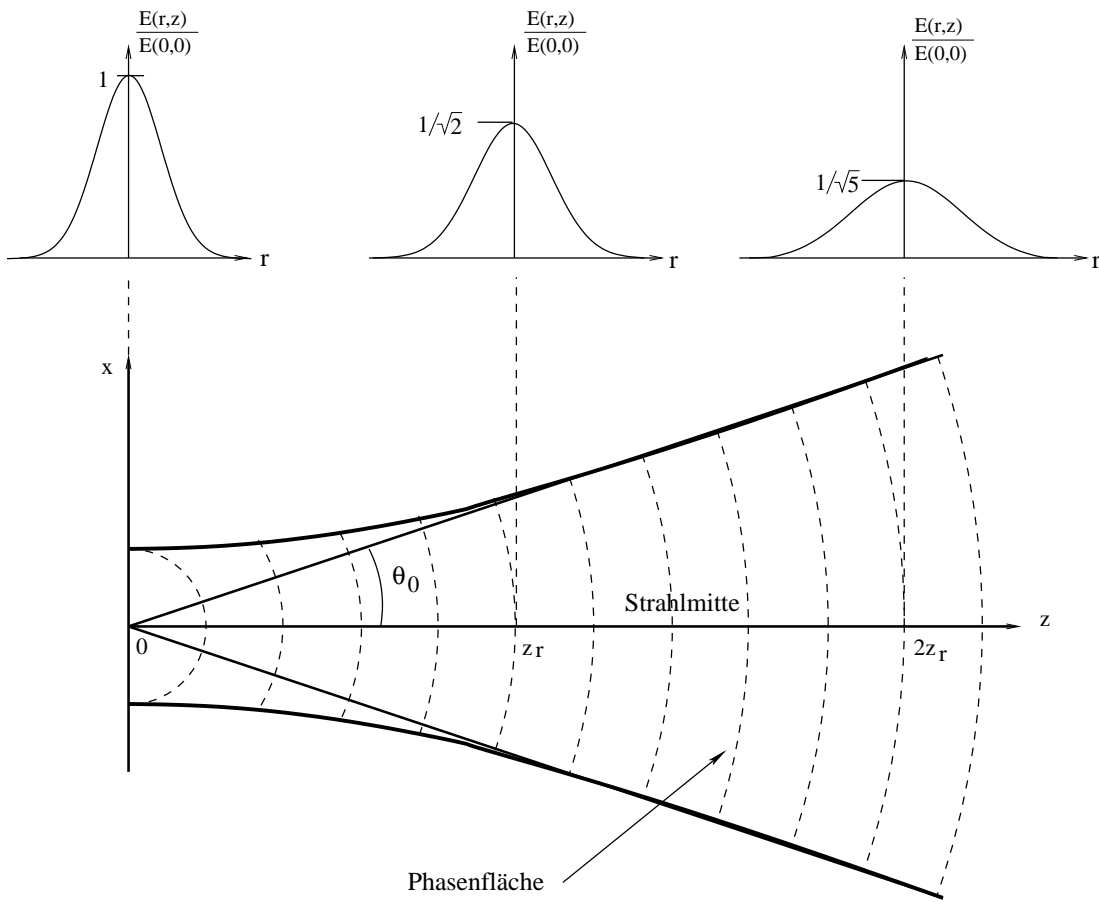 E(r,z)
E(0,0)
1
r
E(r,z)
E(0,0)
1/√2
r
E(r,z)
E(0,0)
1/√5
r
x
θ0
Strahlmitte
z
0
zr
2zr
Phasenfläche